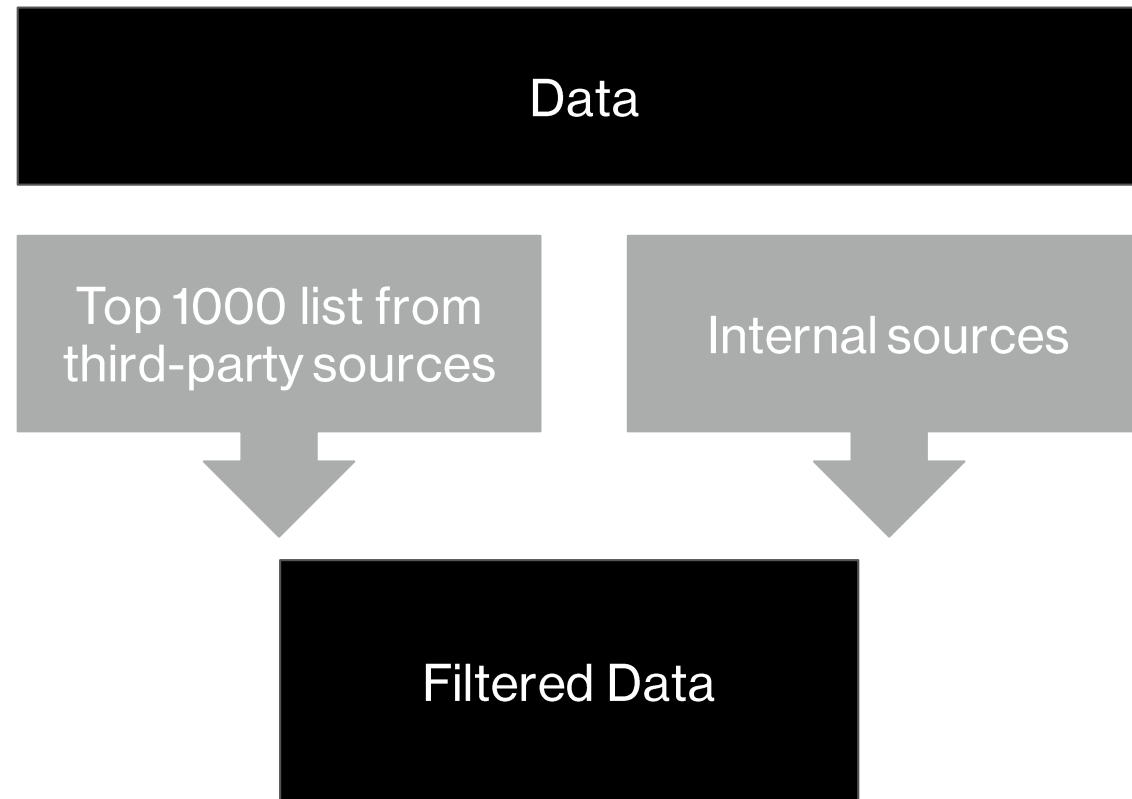 Data
Top 1000 list from
third-party sources
Internal sources
Filtered Data